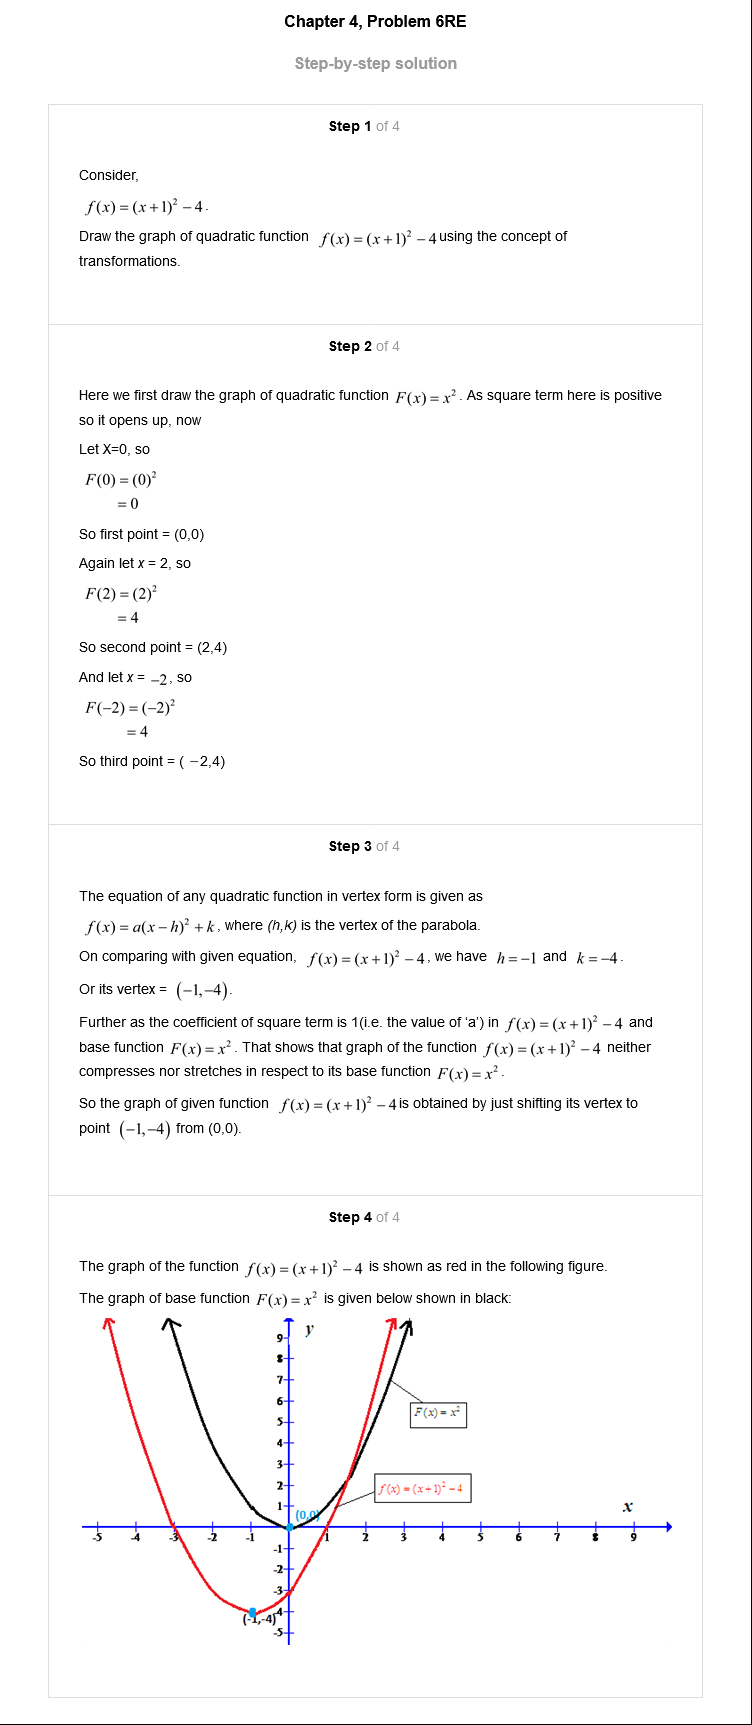 Chapter 4, Problem 6RE
Step-by-step solution
Step 1 of 4
Consider,
f(x) = (x+1)² − 4.
Draw the graph of quadratic function f(x) = (x+1)² − 4 using the concept of
transformations.
Step 2 of 4
Here we first draw the graph of quadratic function F(x) = x². As square term here is positive
so it opens up, now
Let X=0, so
F(0) = (0)²
= 0
So first point = (0,0)
Again let x = 2, so
F(2) = (2)²
= 4
So second point = (2,4)
And let x = −2, so
F(−2) = (−2)²
= 4
So third point = ( −2,4)
Step 3 of 4
The equation of any quadratic function in vertex form is given as
f(x) = a(x − h)² + k, where (h,k) is the vertex of the parabola.
On comparing with given equation, f(x) = (x+1)² − 4, we have h = −1 and k = −4.
Or its vertex = (−1,−4).
Further as the coefficient of square term is 1(i.e. the value of ‘a’) in f(x) = (x+1)² − 4 and
base function F(x) = x². That shows that graph of the function f(x) = (x+1)² − 4 neither
compresses nor stretches in respect to its base function F(x) = x².
So the graph of given function f(x) = (x+1)² − 4 is obtained by just shifting its vertex to
point (−1,−4) from (0,0).
Step 4 of 4
The graph of the function f(x) = (x+1)² − 4 is shown as red in the following figure.
The graph of base function F(x) = x² is given below shown in black:
y
9
8
7
6
5
4
3
2
1
F(x) = x²
f(x) = (x+1)² − 4
(0,0)
x
-5 -4 -3 -2 -1 1 2 3 4 5 6 7 8 9
-1
-2
-3
-4
(-1,-4)
-5